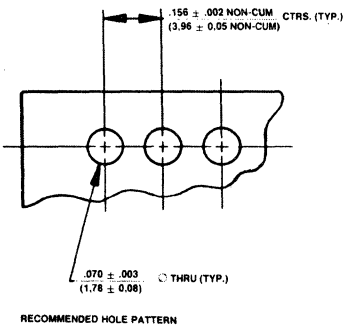 .156 ± .002 NON-CUM
(3,96 ± 0.05 NON-CUM)
CTRS. (TYP.)
.070 ± .003
(1,78 ± 0.08)
THRU (TYP.)
RECOMMENDED HOLE PATTERN